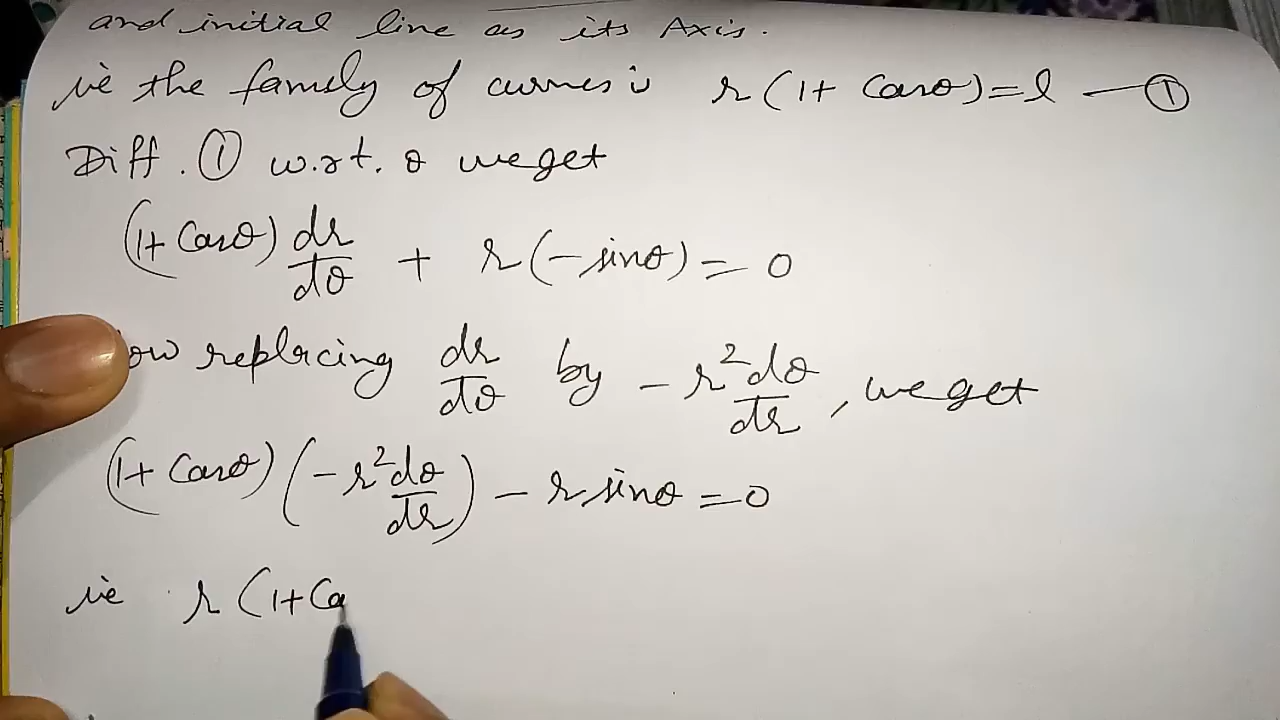 and initial line as its Axis.
ie the family of curves is r(1+ Cosθ)=l — ①
Diff. ① w.r.t. θ we get
(1+ Cosθ) dr/dθ + r(-sinθ) = 0
ow replacing dr/dθ by - r² dθ/dr, we get
(1+ Cosθ) (- r² dθ/dr) - r sinθ = 0
ie r (1+Co